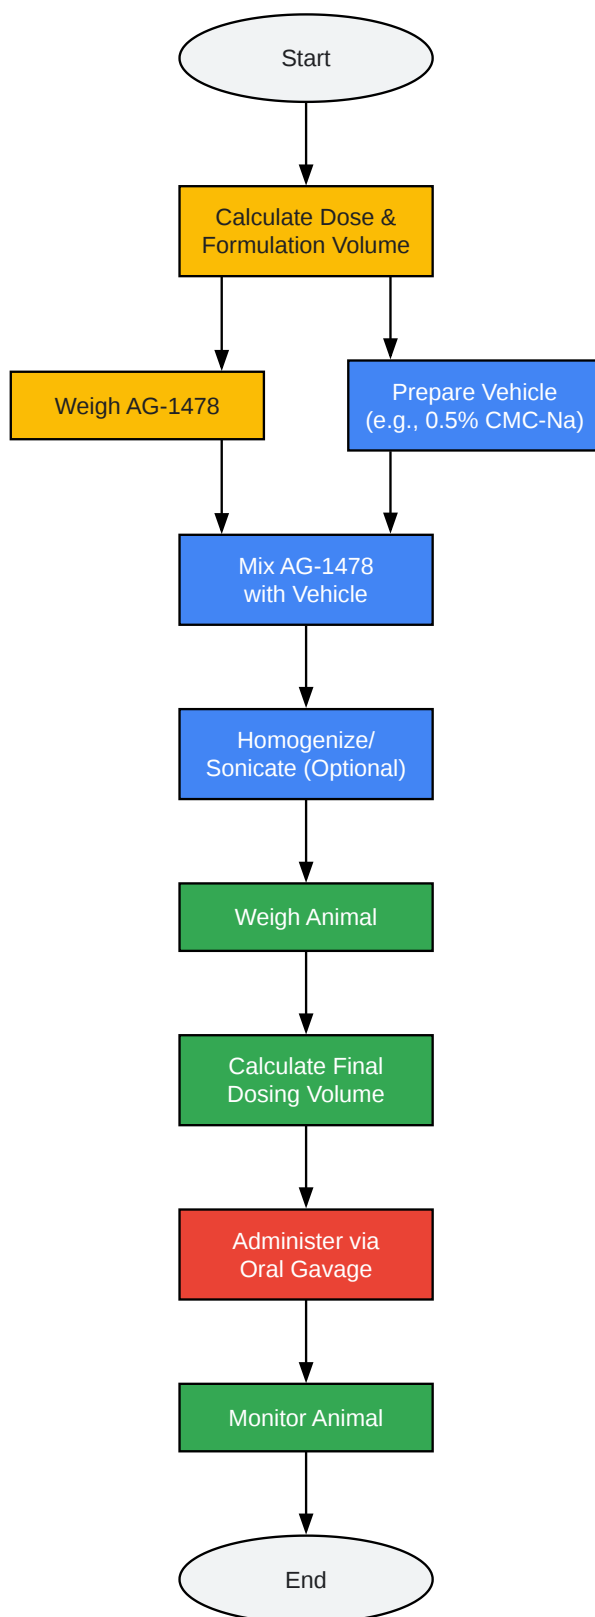 Start
Calculate Dose &
Formulation Volume
Weigh AG-1478
Prepare Vehicle
(e.g., 0.5% CMC-Na)
Mix AG-1478
with Vehicle
Homogenize/
Sonicate (Optional)
Weigh Animal
Calculate Final
Dosing Volume
Administer via
Oral Gavage
Monitor Animal
End